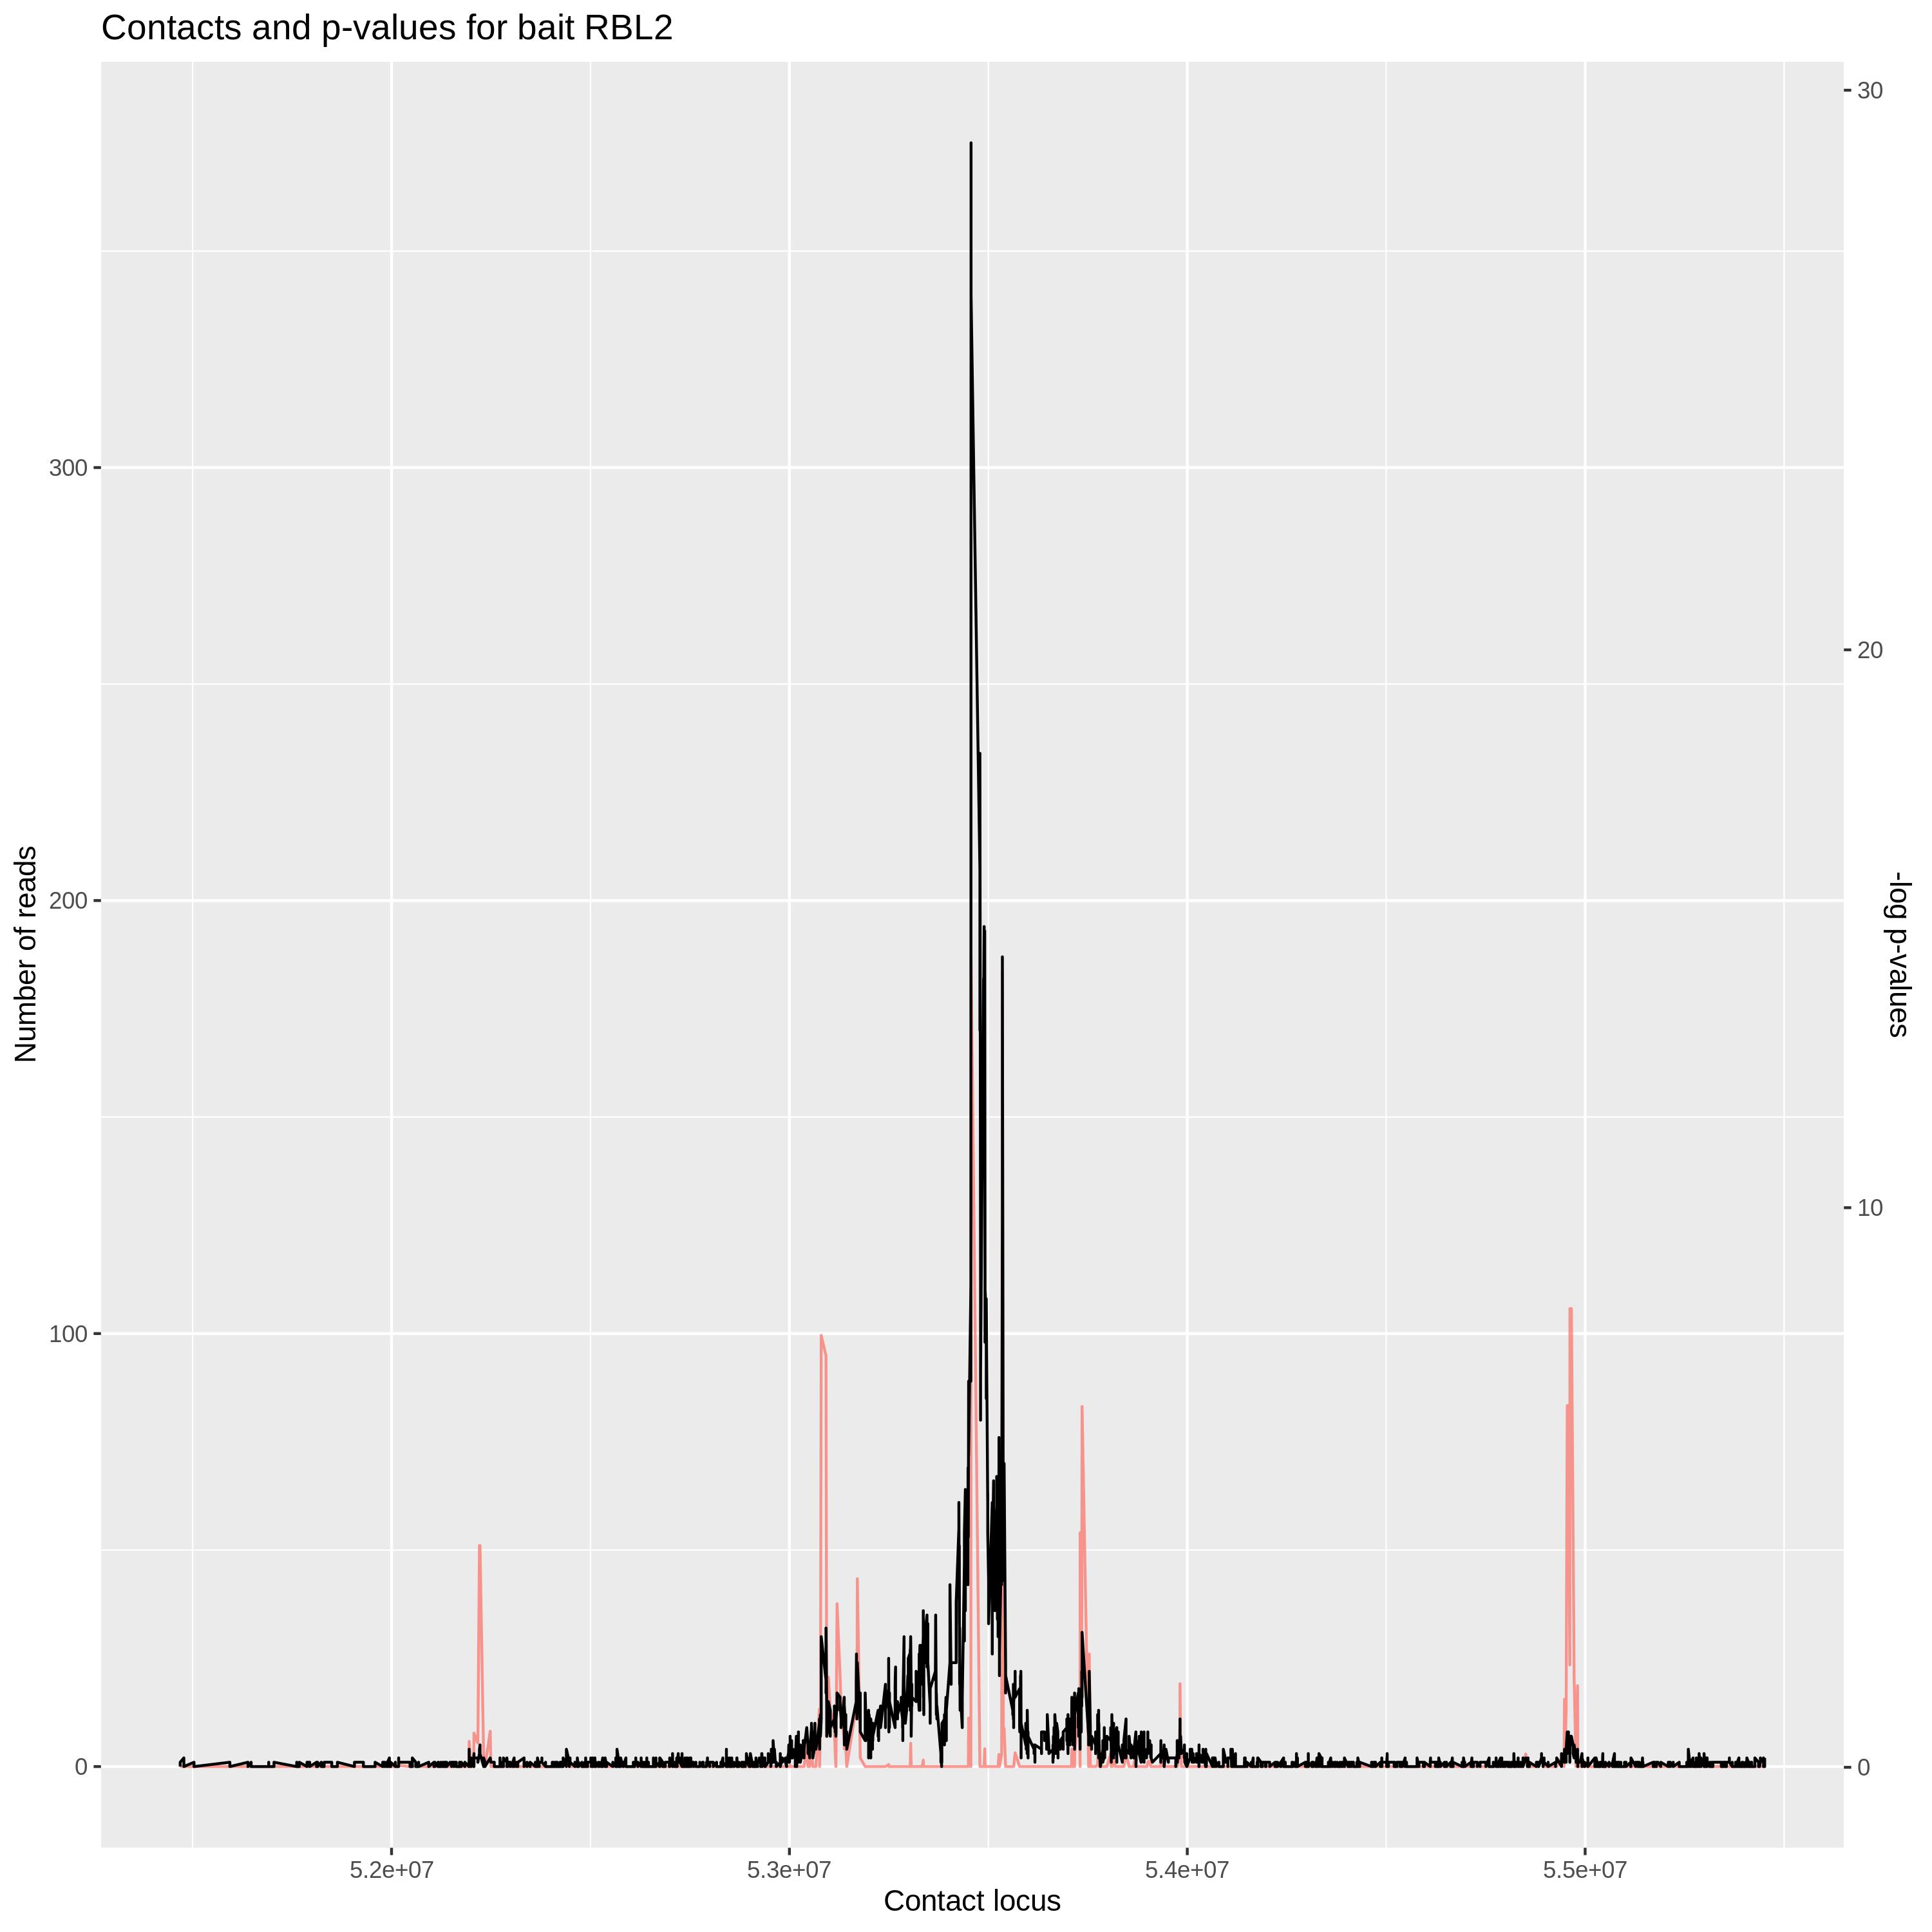 Contacts and p-values for bait RBL2
30
300
20
200
10
100
0
0
Number of reads
-log p-values
5.2e+07
5.3e+07
5.4e+07
5.5e+07
Contact locus